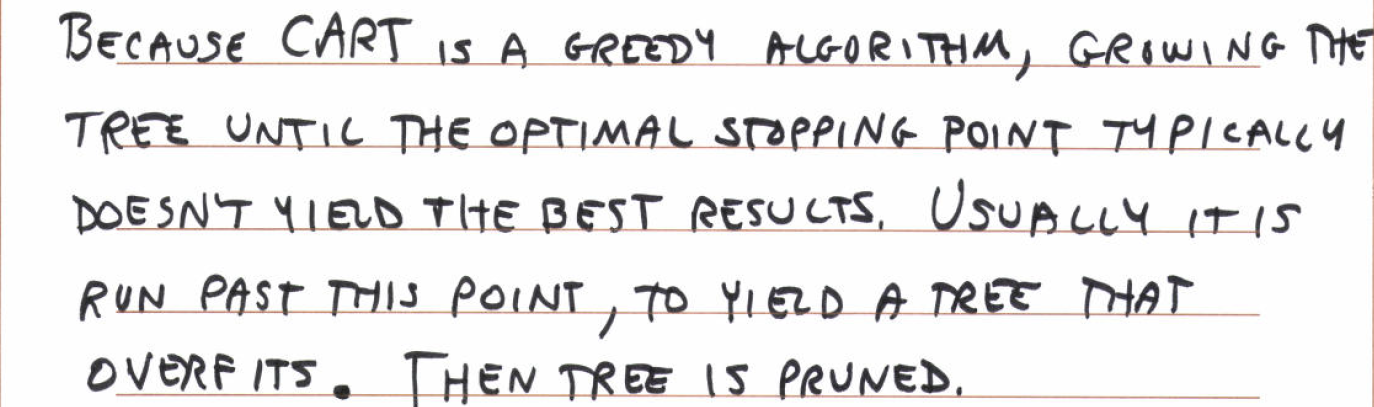 BECAUSE CART IS A GREEDY ALGORITHM, GROWING THE
TREE UNTIL THE OPTIMAL STOPPING POINT TYPICALLY
DOESN'T YIELD THE BEST RESULTS. USUALLY IT IS
RUN PAST THIS POINT, TO YIELD A TREE THAT
OVERFITS. THEN TREE IS PRUNED.